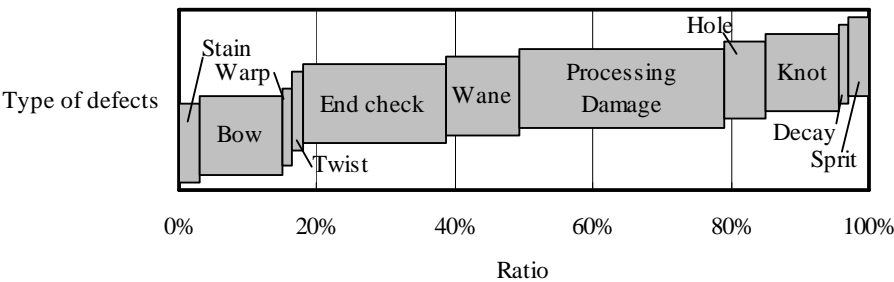 Stain
Warp
Hole
Type of defects
Bow
End check
Wane
Processing
Damage
Knot
Twist
Decay
Sprit
0%
20%
40%
60%
80%
100%
Ratio